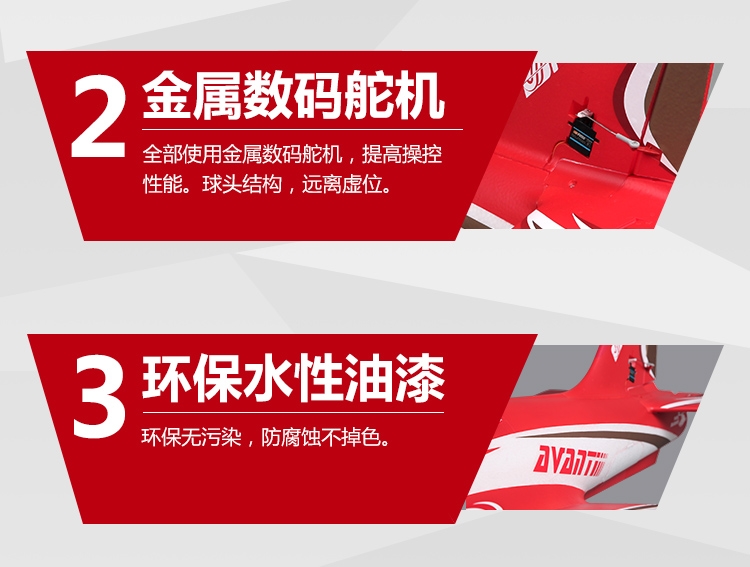 2
金属数码舵机
全部使用金属数码舵机，提高操控
性能。球头结构，远离虚位。
3
环保水性油漆
环保无污染，防腐蚀不掉色。
AVANTI